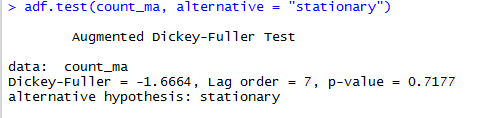 > adf.test(count_ma, alternative = "stationary")
Augmented Dickey-Fuller Test
data:  count_ma
Dickey-Fuller = -1.6664, Lag order = 7, p-value = 0.7177
alternative hypothesis: stationary